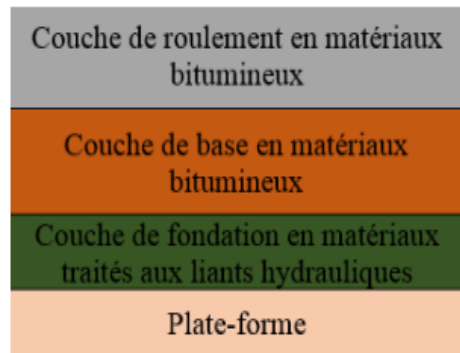 Couche de roulement en matériaux
bitumineux
Couche de base en matériaux
bitumineux
Couche de fondation en matériaux
traités aux liants hydrauliques
Plate-forme